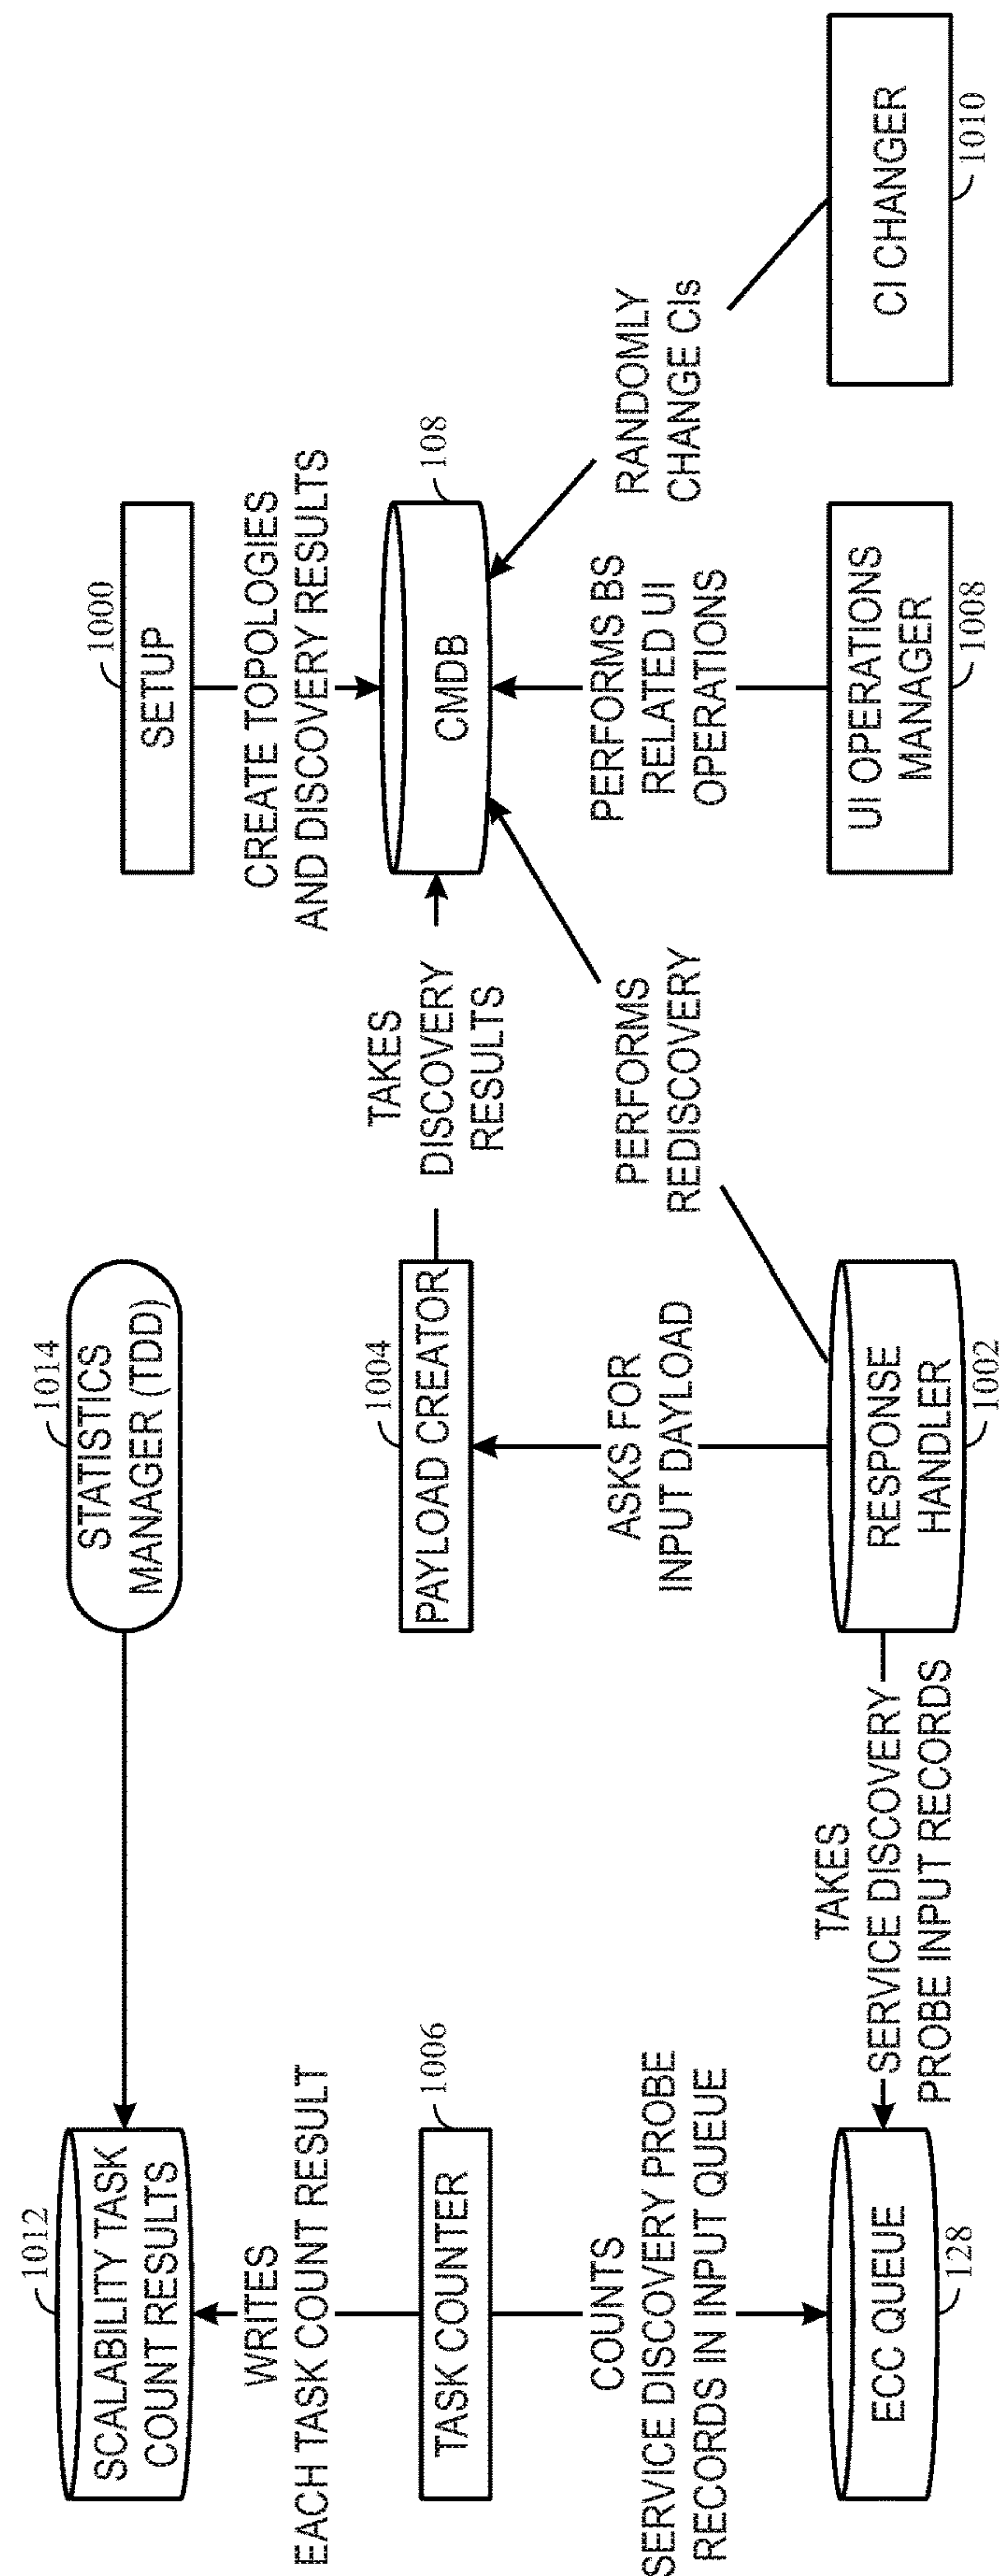 1012
SCALABILITY TASK
COUNT RESULTS
1014
STATISTICS
MANAGER (TDD)
1000
SETUP
WRITES
EACH TASK COUNT RESULT
CREATE TOPOLOGIES
AND DISCOVERY RESULTS
1006
TASK COUNTER
1004
PAYLOAD CREATOR
TAKES
DISCOVERY
RESULTS
108
CMDB
COUNTS
SERVICE DISCOVERY PROBE
RECORDS IN INPUT QUEUE
ASKS FOR
INPUT DAYLOAD
PERFORMS
REDISCOVERY
PERFORMS BS
RELATED UI
OPERATIONS
RANDOMLY
CHANGE CIs
ECC QUEUE
128
TAKES
SERVICE DISCOVERY
PROBE INPUT RECORDS
RESPONSE
HANDLER
1002
UI OPERATIONS
MANAGER
1008
CI CHANGER
1010